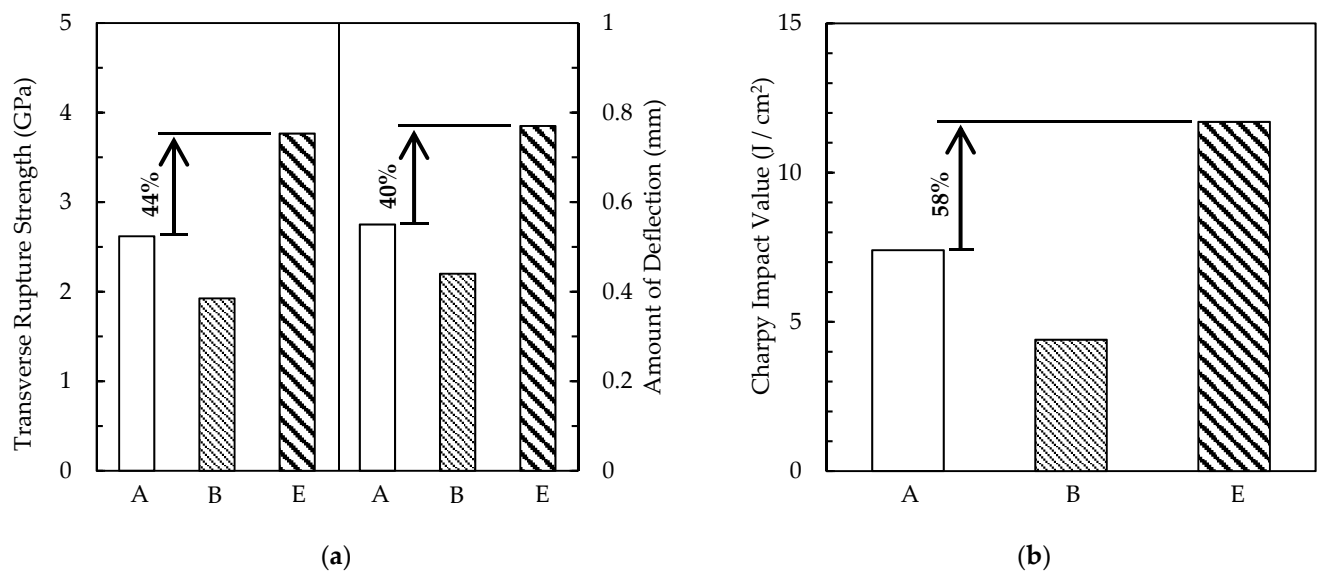 Transverse Rupture Strength (GPa)
5
4
3
2
1
0
44%
40%
A
B
E
A
B
E
1
0.8
0.6
0.4
0.2
0
Amount of Deflection (mm)
(a)
Charpy Impact Value (J / cm²)
15
10
5
0
58%
A
B
E
(b)